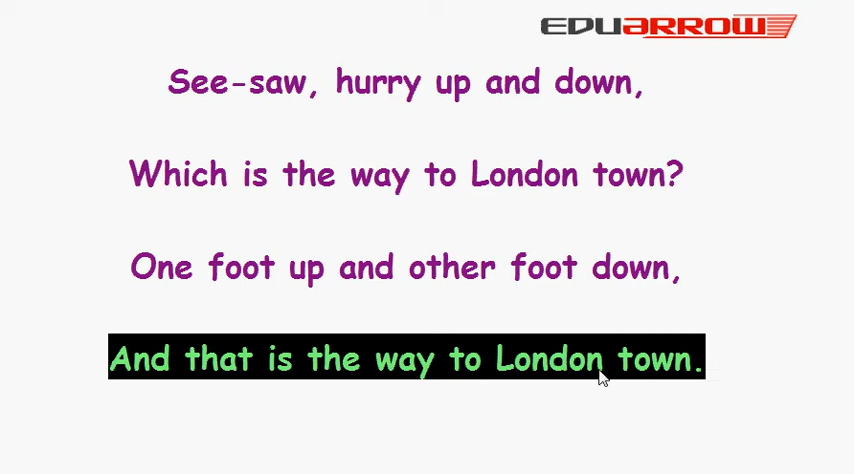 EDUARROW
See-saw, hurry up and down,
Which is the way to London town?
One foot up and other foot down,
And that is the way to London town.